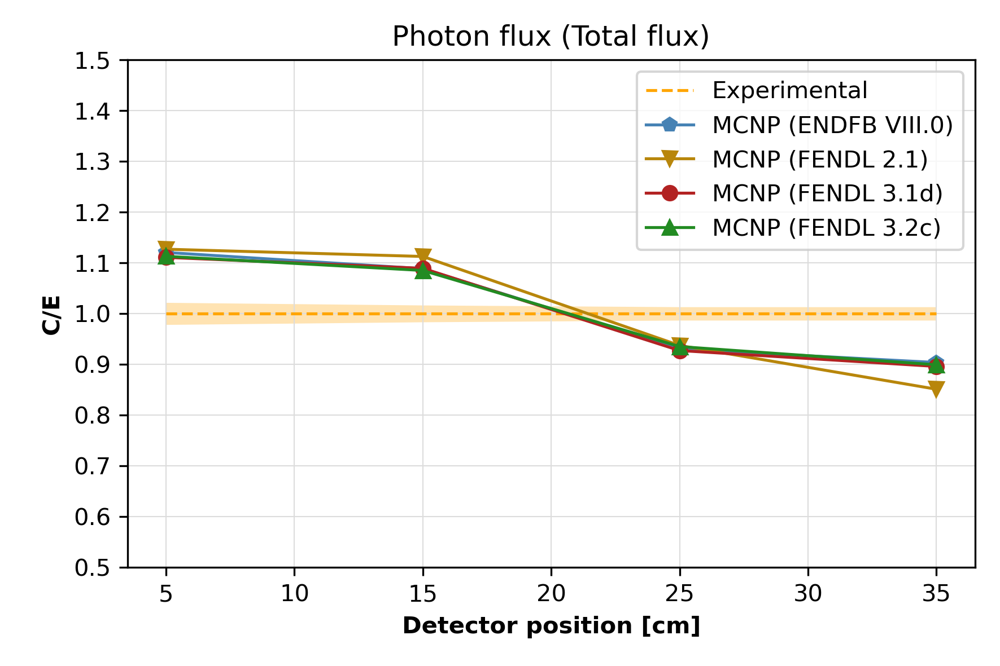 Photon flux (Total flux)
1.5
1.4
1.3
1.2
1.1
1.0
0.9
0.8
0.7
0.6
0.5
C/E
Experimental
MCNP (ENDFB VIII.0)
MCNP (FENDL 2.1)
MCNP (FENDL 3.1d)
MCNP (FENDL 3.2c)
5 10 15 20 25 30 35
Detector position [cm]